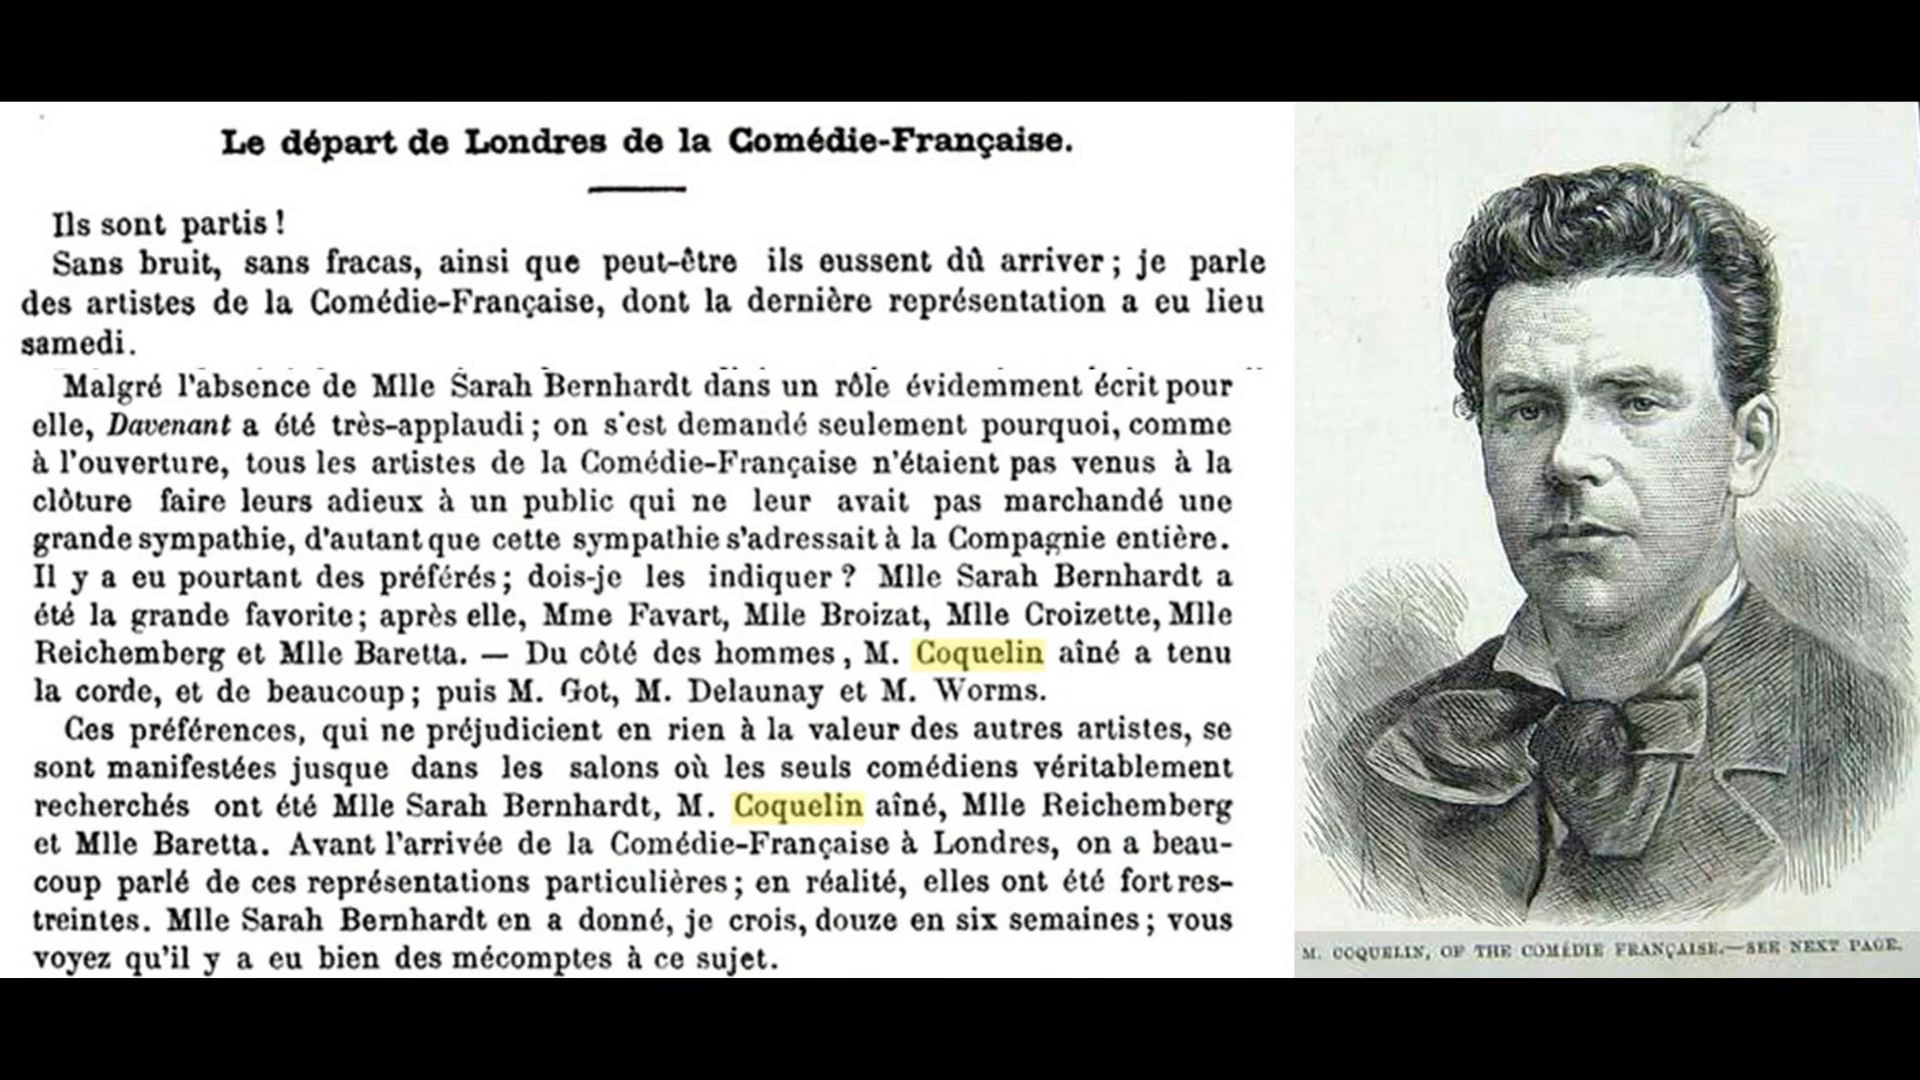 Le départ de Londres de la Comédie-Française.
Ils sont partis !
Sans bruit, sans fracas, ainsi que peut-être ils eussent dû arriver ; je parle
des artistes de la Comédie-Française, dont la dernière représentation a eu lieu
samedi.
Malgré l'absence de Mlle Sarah Bernhardt dans un rôle évidemment écrit pour
elle, Davenant a été très-applaudi ; on s'est demandé seulement pourquoi, comme
à l'ouverture, tous les artistes de la Comédie-Française n'étaient pas venus à la
clôture faire leurs adieux à un public qui ne leur avait pas marchandé une
grande sympathie, d'autant que cette sympathie s'adressait à la Compagnie entière.
Il y a eu pourtant des préférés ; dois-je les indiquer ? Mlle Sarah Bernhardt a
été la grande favorite ; après elle, Mme Favart, Mlle Broizat, Mlle Croizette, Mlle
Reichemberg et Mlle Baretta. — Du côté des hommes, M. Coquelin aîné a tenu
la corde, et de beaucoup ; puis M. Got, M. Delaunay et M. Worms.
Ces préférences, qui ne préjudicient en rien à la valeur des autres artistes, se
sont manifestées jusque dans les salons où les seuls comédiens véritablement
recherchés ont été Mlle Sarah Bernhardt, M. Coquelin aîné, Mlle Reichemberg
et Mlle Baretta. Avant l'arrivée de la Comédie-Française à Londres, on a beau-
coup parlé de ces représentations particulières ; en réalité, elles ont été fort res-
treintes. Mlle Sarah Bernhardt en a donné, je crois, douze en six semaines ; vous
voyez qu'il y a eu bien des mécomptes à ce sujet.
M. COQUELIN, OF THE COMÉDIE FRANÇAISE.—SEE NEXT PAGE.